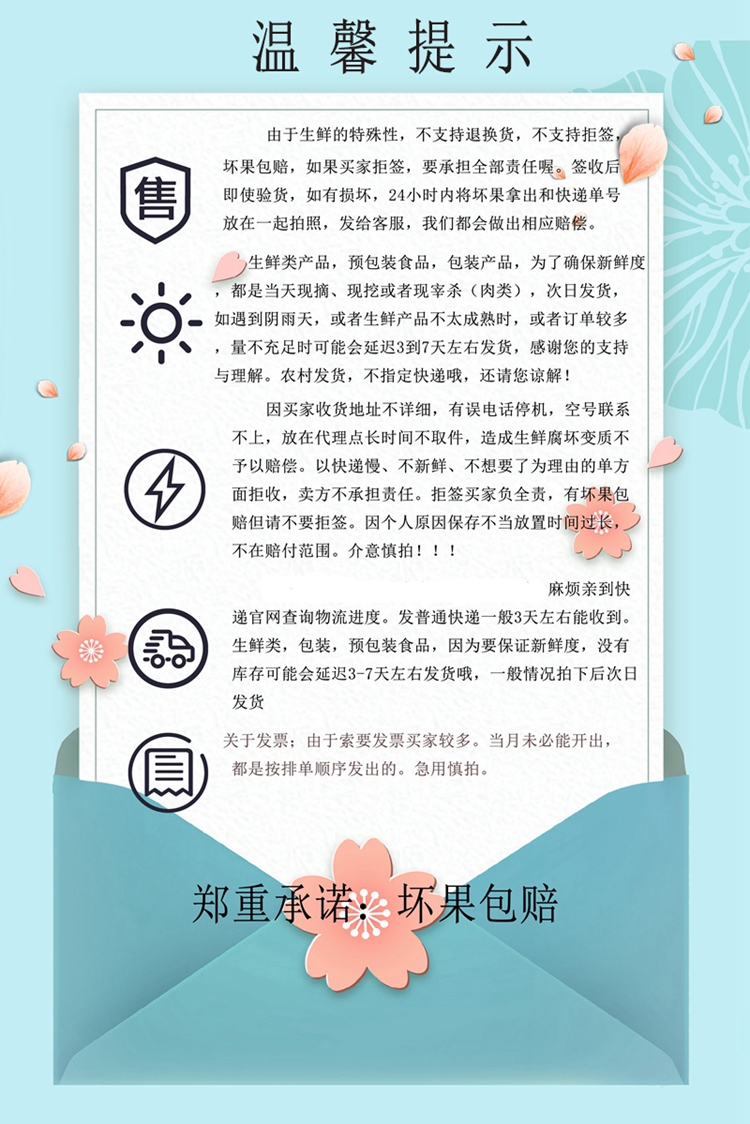 温馨提示
由于生鲜的特殊性，不支持退换货，不支持拒签，
坏果包赔，如果买家拒签，要承担全部责任喔。签收后
即使验货，如有损坏，24小时内将坏果拿出和快递单号
放在一起拍照，发给客服，我们都会做出相应赔偿。
售
生鲜类产品，预包装食品，包装产品，为了确保新鲜度
，都是当天现摘、现挖或者现宰杀（肉类），次日发货，
如遇到阴雨天，或者生鲜产品不太成熟时，或者订单较多
，量不充足时可能会延迟3到7天左右发货，感谢您的支持
与理解。农村发货，不指定快递哦，还请您谅解！
因买家收货地址不详细，有误电话停机，空号联系
不上，放在代理点长时间不取件，造成生鲜腐坏变质不
予以赔偿。以快递慢、不新鲜、不想要了为理由的单方
面拒收，卖方不承担责任。拒签买家负全责，有坏果包
赔但请不要拒签。因个人原因保存不当放置时间过长，
不在赔付范围。介意慎拍！！！
麻烦亲到快
递官网查询物流进度。发普通快递一般3天左右能收到。
生鲜类，包装，预包装食品，因为要保证新鲜度，没有
库存可能会延迟3-7天左右发货哦，一般情况拍下后次日
发货
关于发票；由于索要发票买家较多。当月未必能开出，
都是按排单顺序发出的。急用慎拍。
郑重承诺：坏果包赔